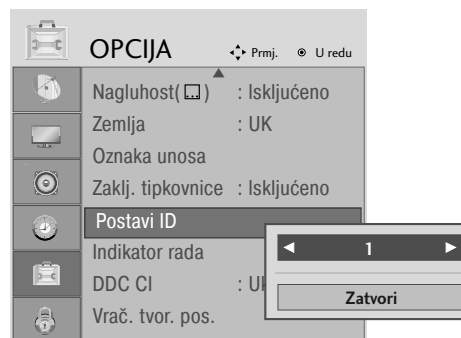 OPCIJA Prmj. U redu
Nagluhost( ) : Isključeno
Zemlja : UK
Oznaka unosa
Zaklj. tipkovnice : Isključeno
Postavi ID
1
Indikator rada
DDC CI
Zatvori
Vrač. tvor. pos.